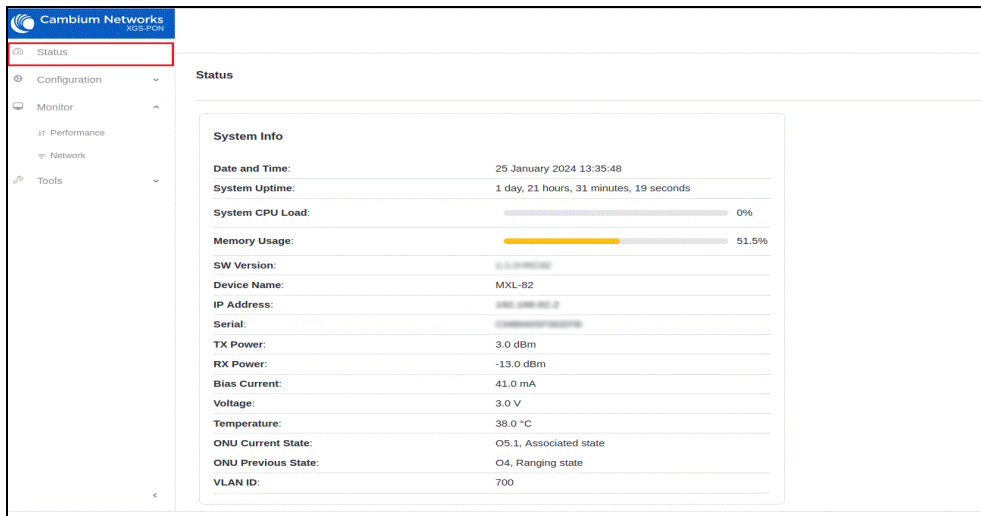 Cambium Networks
XGS-PON
Status
Configuration
Monitor
Performance
Network
Tools
Status
System Info
Date and Time: 25 January 2024 13:35:48
System Uptime: 1 day, 21 hours, 31 minutes, 19 seconds
System CPU Load: 0%
Memory Usage: 51.5%
SW Version:
Device Name: MXL-82
IP Address:
Serial:
TX Power: 3.0 dBm
RX Power: -13.0 dBm
Bias Current: 41.0 mA
Voltage: 3.0 V
Temperature: 38.0 °C
ONU Current State: O5.1, Associated state
ONU Previous State: O4, Ranging state
VLAN ID: 700